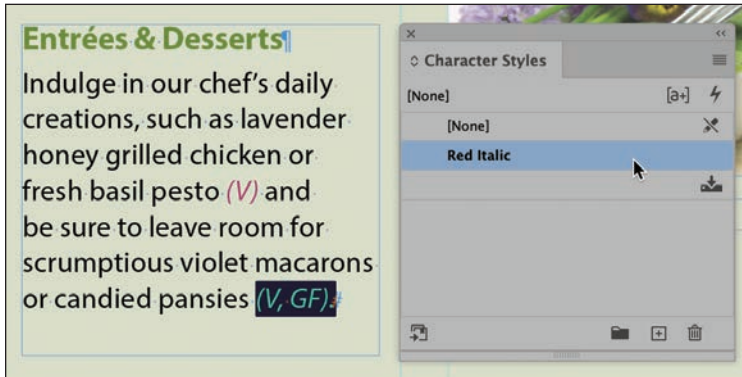 Entrées & Desserts¶
Indulge in our chef's daily
creations, such as lavender
honey grilled chicken or
fresh basil pesto (V) and
be sure to leave room for
scrumptious violet macarons
or candied pansies (V, GF).#
Character Styles
[None]
[a+]
[None]
Red Italic